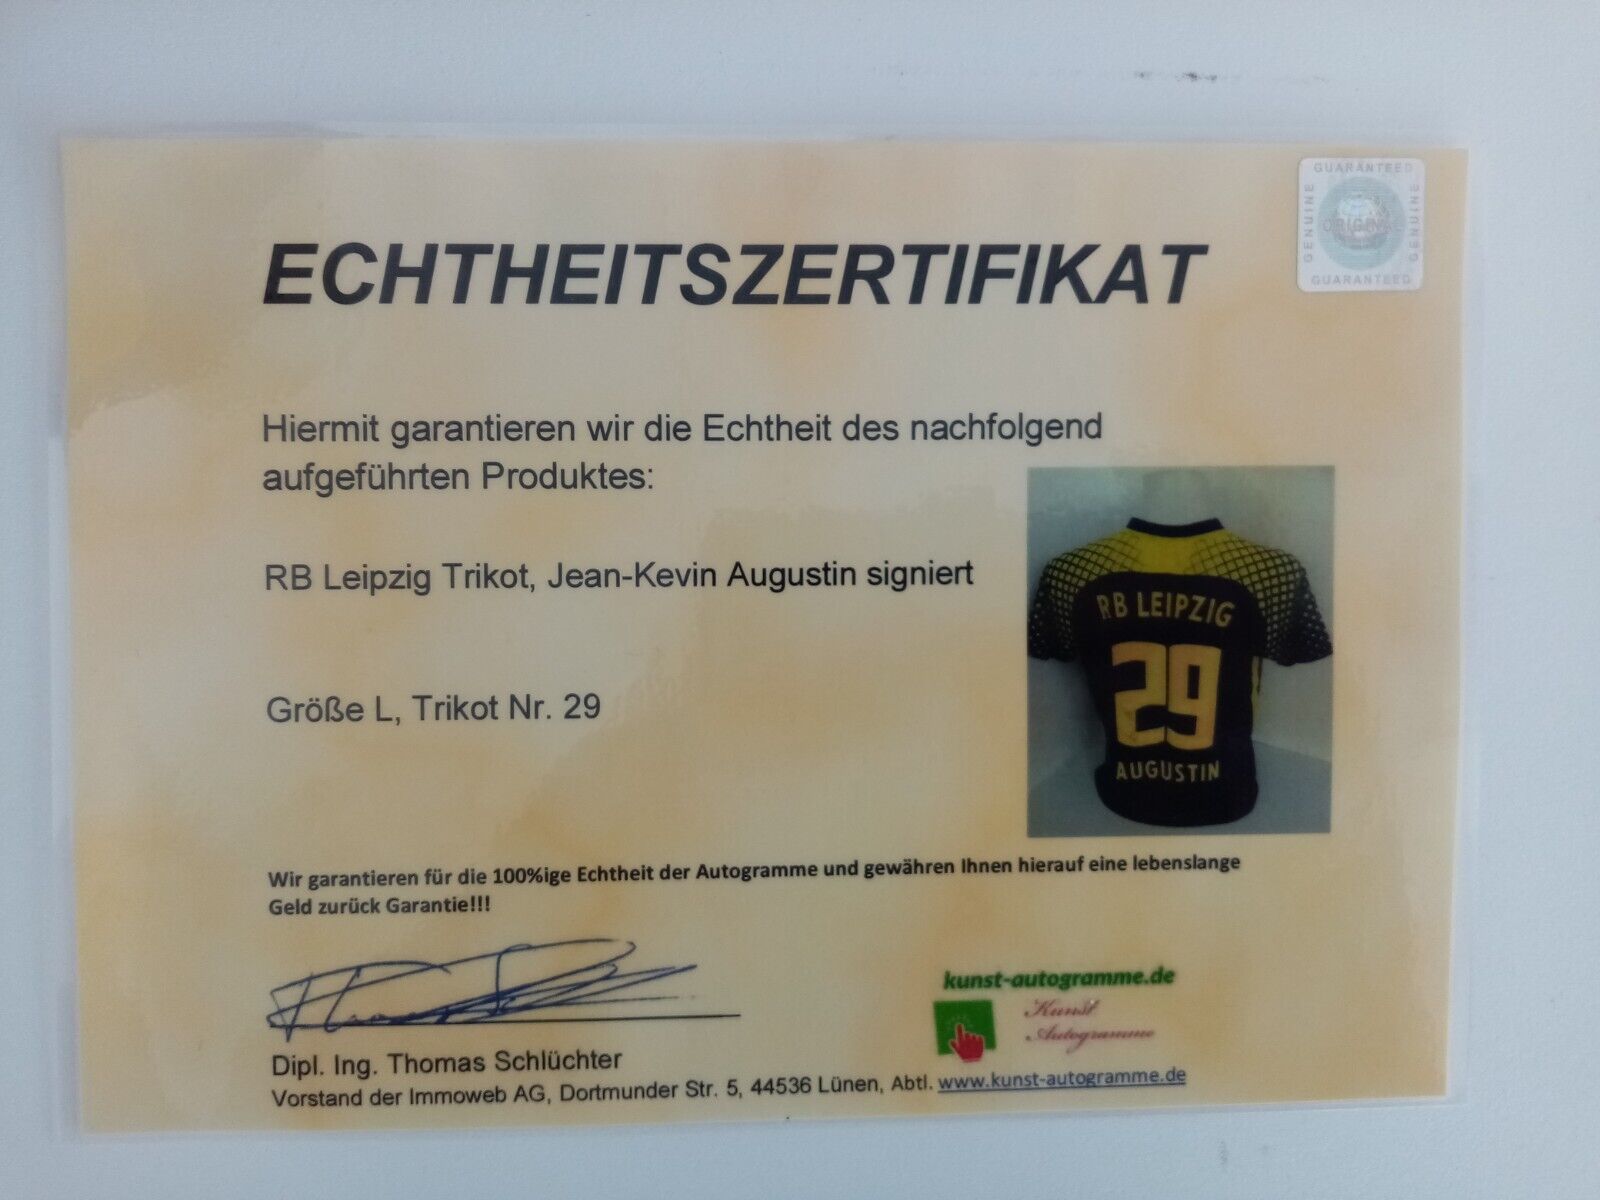 GUARANTEED
GENUINE
ORIGINAL
GENUINE
GUARANTEED
ECHTHEITSZERTIFIKAT
Hiermit garantieren wir die Echtheit des nachfolgend
aufgeführten Produktes:
RB Leipzig Trikot, Jean-Kevin Augustin signiert
Größe L, Trikot Nr. 29
RB LEIPZIG
29
AUGUSTIN
Wir garantieren für die 100%ige Echtheit der Autogramme und gewähren Ihnen hierauf eine lebenslange
Geld zurück Garantie!!!
kunst-autogramme.de
Kunst
Autogramme
Dipl. Ing. Thomas Schlüchter
Vorstand der Immoweb AG, Dortmunder Str. 5, 44536 Lünen, Abtl. www.kunst-autogramme.de